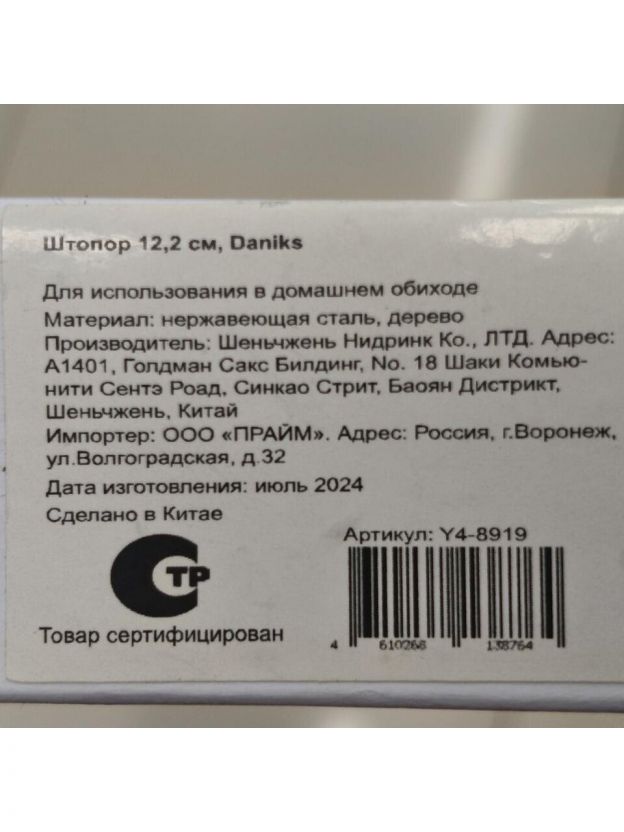 Штопор 12,2 см, Daniks
Для использования в домашнем обиходе
Материал: нержавеющая сталь, дерево
Производитель: Шеньчжень Нидринк Ко., ЛТД. Адрес:
А1401, Голдман Сакс Билдинг, No. 18 Шаки Комью-
нити Сентэ Роад, Синкао Стрит, Баоян Дистрикт,
Шеньчжень, Китай
Импортер: ООО «ПРАЙМ». Адрес: Россия, г.Воронеж,
ул.Волгоградская, д.32
Дата изготовления: июль 2024
Сделано в Китае
Артикул: Y4-8919
ТР
Товар сертифицирован
4 610268 138764